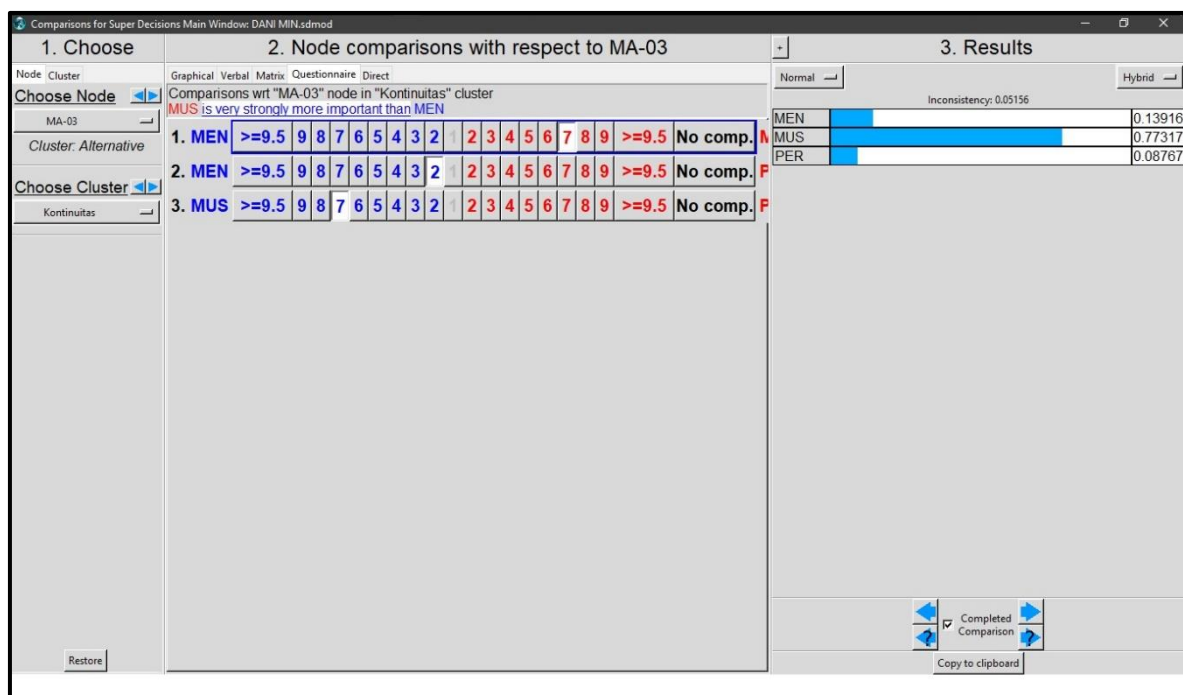 Comparisons for Super Decisions Main Window: DANI MIN.sdmod
1. Choose
Node Cluster
Choose Node
MA-03
Cluster: Alternative
Choose Cluster
Kontinuitas
Restore
2. Node comparisons with respect to MA-03
Graphical Verbal Matrix Questionnaire Direct
Comparisons wrt "MA-03" node in "Kontinuitas" cluster
MUS is very strongly more important than MEN
1. MEN >=9.5 9 8 7 6 5 4 3 2 1 2 3 4 5 6 7 8 9 >=9.5 No comp. M
2. MEN >=9.5 9 8 7 6 5 4 3 2 1 2 3 4 5 6 7 8 9 >=9.5 No comp. P
3. MUS >=9.5 9 8 7 6 5 4 3 2 1 2 3 4 5 6 7 8 9 >=9.5 No comp. P
+ 3. Results
Normal Hybrid
Inconsistency: 0.05156
MEN 0.13916
MUS 0.77317
PER 0.08767
Completed
Comparison
? ?
Copy to clipboard